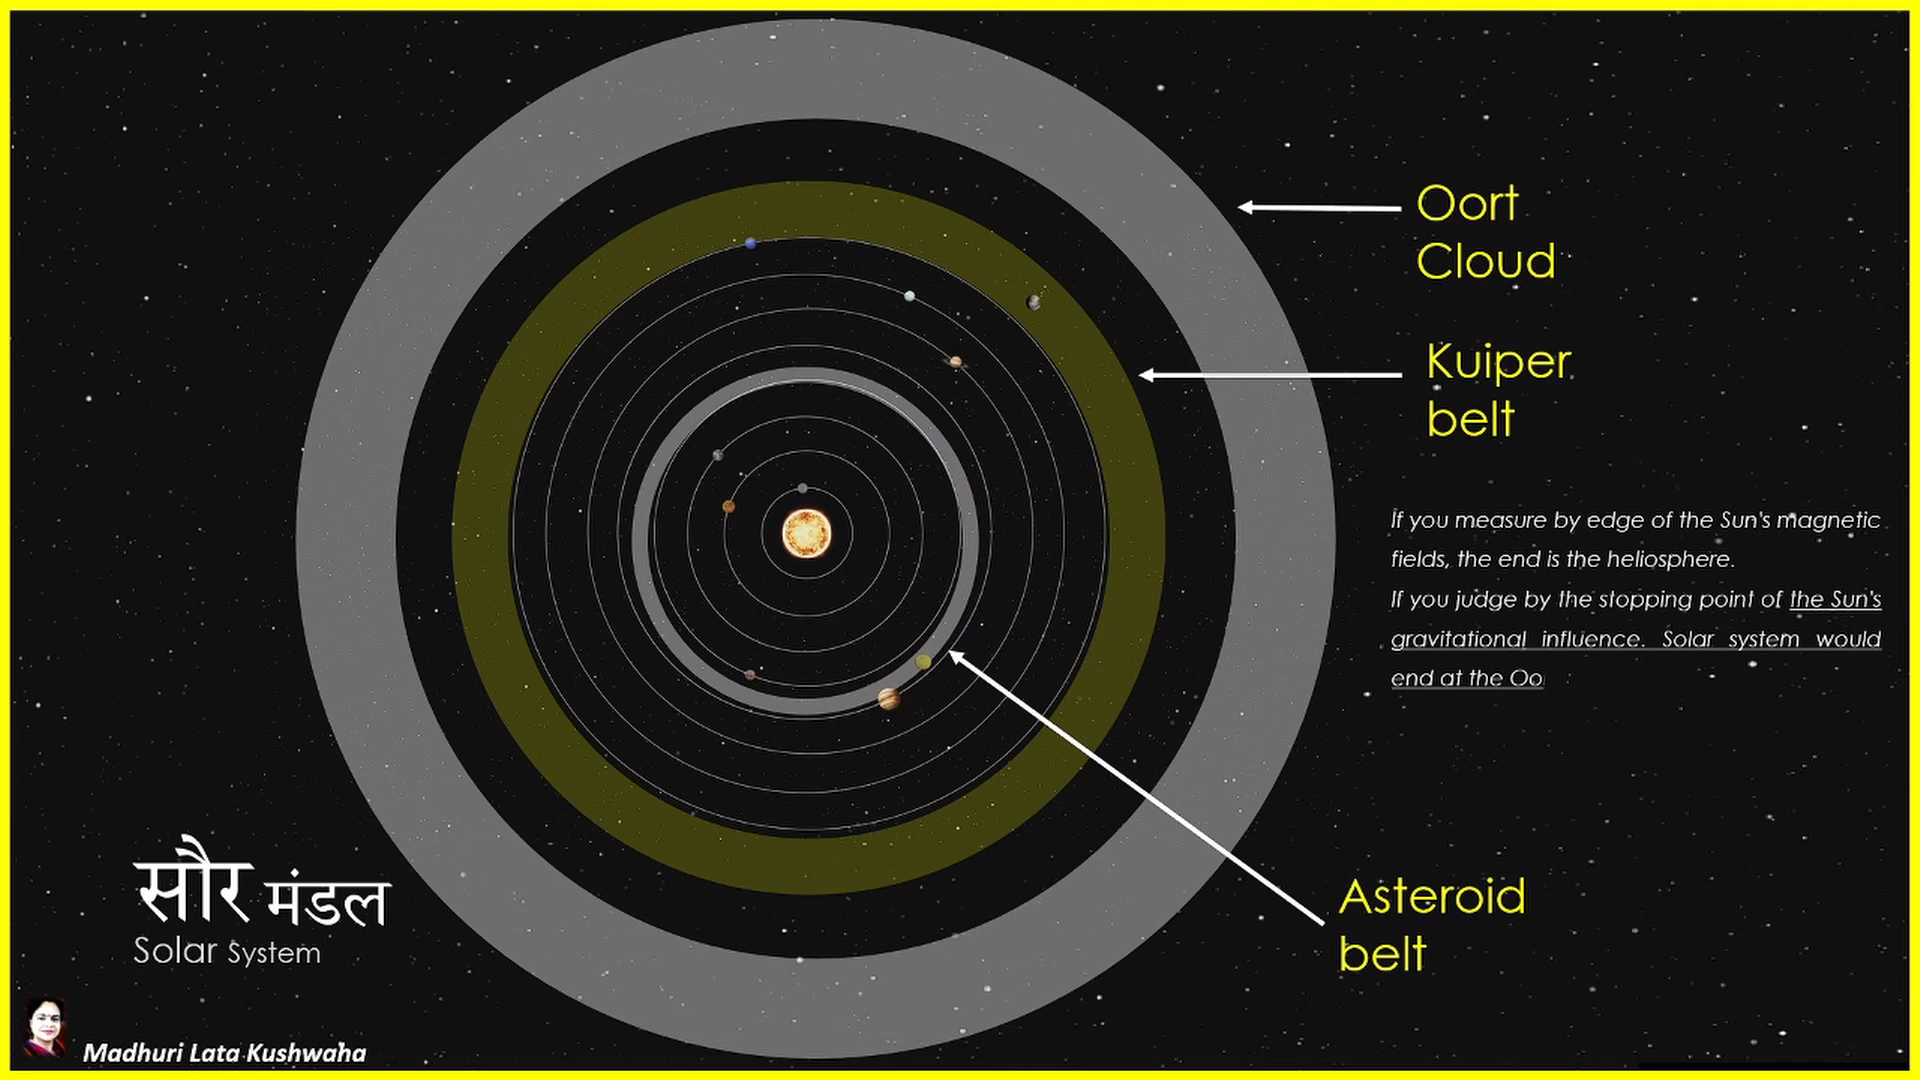 Oort
Cloud
Kuiper
belt
If you measure by edge of the Sun's magnetic
fields, the end is the heliosphere.
If you judge by the stopping point of the Sun's
gravitational influence. Solar system would
end at the Oo
सौर मंडल
Solar System
Asteroid
belt
Madhuri Lata Kushwaha